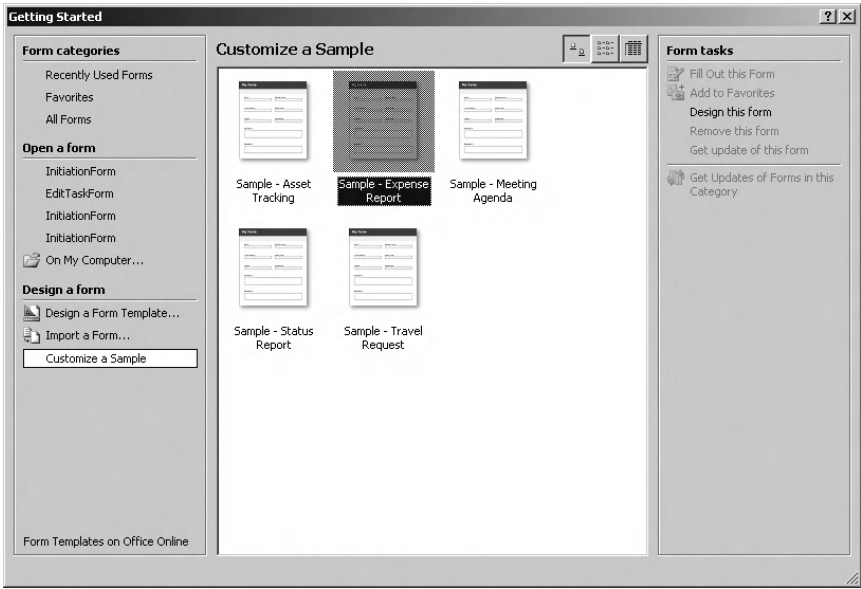 Getting Started
Form categories
Recently Used Forms
Favorites
All Forms
Open a form
InitiationForm
EditTaskForm
InitiationForm
InitiationForm
On My Computer...
Design a form
Design a Form Template...
Import a Form...
Customize a Sample
Form Templates on Office Online
Customize a Sample
Sample - Asset
Tracking
Sample - Expense
Report
Sample - Meeting
Agenda
Sample - Status
Report
Sample - Travel
Request
Form tasks
Fill Out this Form
Add to Favorites
Design this form
Remove this form
Get update of this form
Get Updates of Forms in this
Category